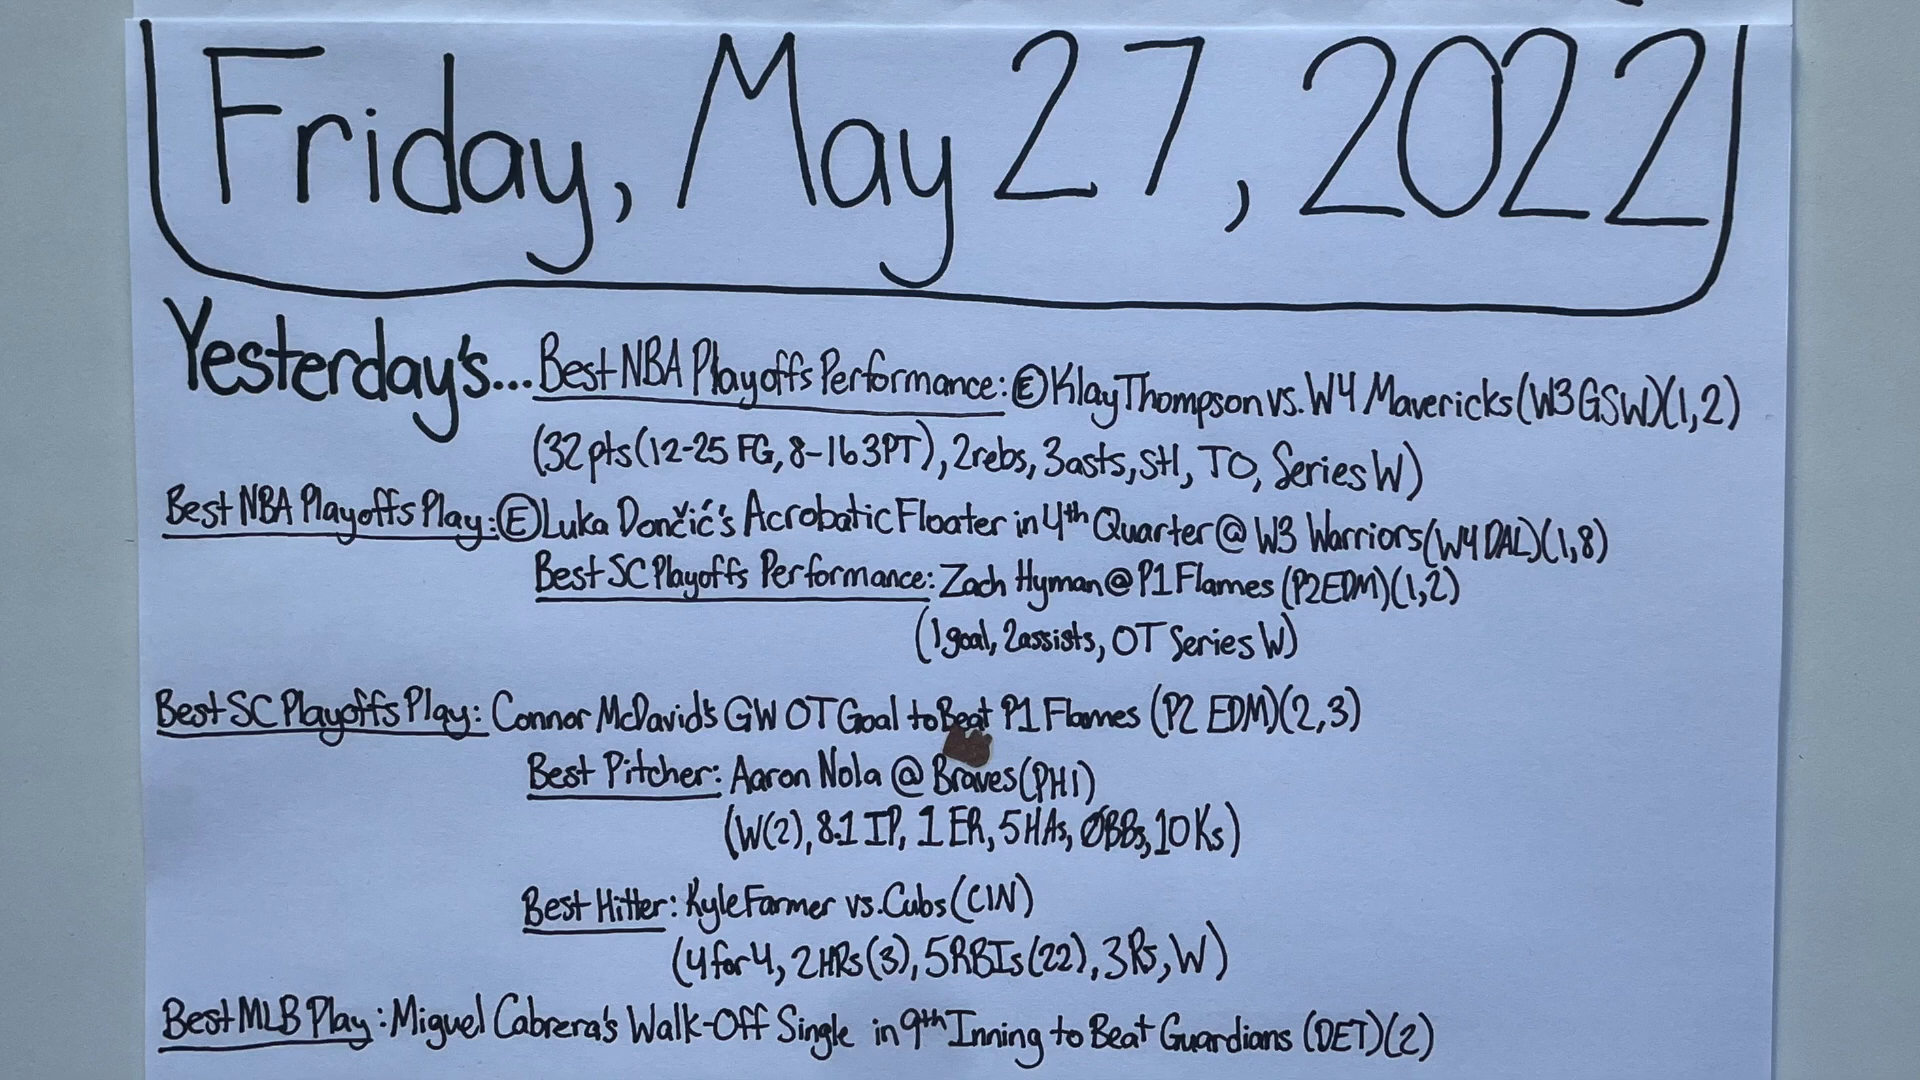 Friday, May 27, 2022
Yesterday's... Best NBA Playoffs Performance: Ⓔ Klay Thompson vs. W4 Mavericks (W3 GSW)(1,2)
(32 pts (12-25 FG, 8-16 3PT), 2 rebs, 3 asts, stl, TO, Series W)
Best NBA Playoffs Play: Ⓔ Luka Dončić's Acrobatic Floater in 4th Quarter @ W3 Warriors (W4 DAL)(1,8)
Best SC Playoffs Performance: Zach Hyman @ P1 Flames (P2 EDM)(1,2)
(1 goal, 2 assists, OT Series W)
Best SC Playoffs Play: Connor McDavid's GW OT Goal to Beat P1 Flames (P2 EDM)(2,3)
Best Pitcher: Aaron Nola @ Braves (PHI)
(W(2), 8.1 IP, 1 ER, 5 HAs, ØBBs, 10 Ks)
Best Hitter: Kyle Farmer vs. Cubs (CIN)
(4 for 4, 2 HRs (3), 5 RBIs (22), 3 Rs, W)
Best MLB Play: Miguel Cabrera's Walk-Off Single in 9th Inning to Beat Guardians (DET)(2)